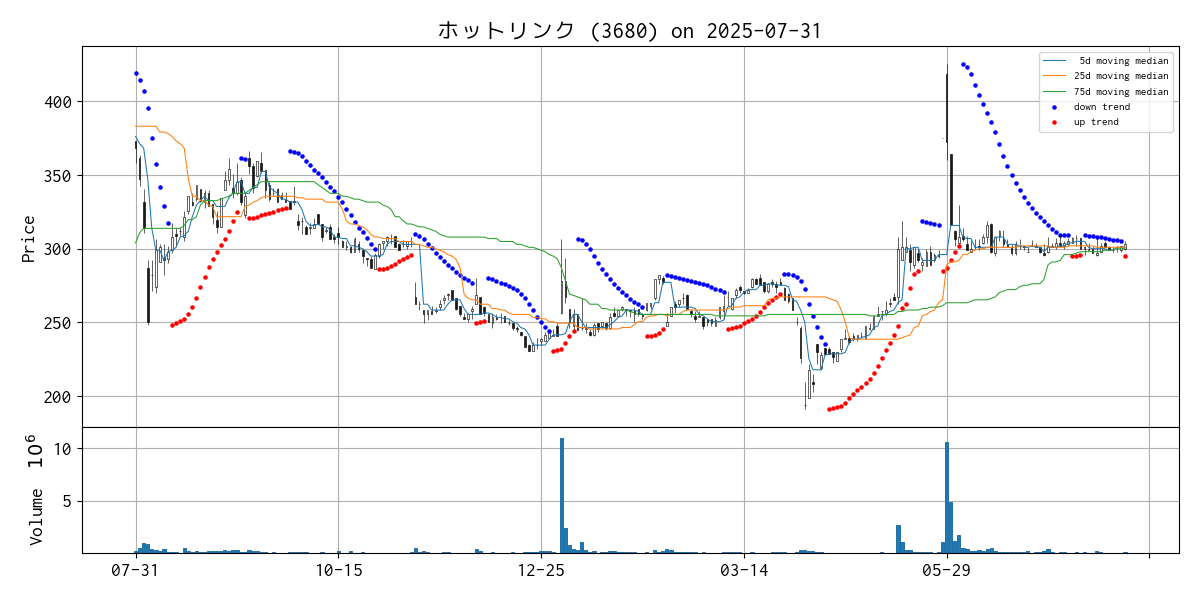 ホットリンク (3680) on 2025-07-31
5d moving median
25d moving median
75d moving median
down trend
up trend
Price
400
350
300
250
200
Volume 10⁶
10
5
07-31
10-15
12-25
03-14
05-29